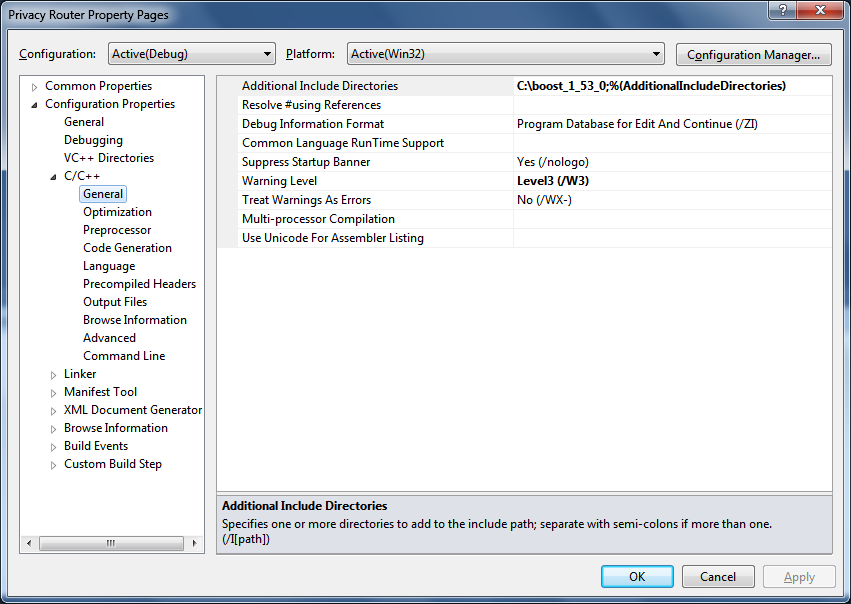 Privacy Router Property Pages
Configuration: Active(Debug) Platform: Active(Win32) Configuration Manager...
Common Properties
Configuration Properties
General
Debugging
VC++ Directories
C/C++
General
Optimization
Preprocessor
Code Generation
Language
Precompiled Headers
Output Files
Browse Information
Advanced
Command Line
Linker
Manifest Tool
XML Document Generator
Browse Information
Build Events
Custom Build Step
Additional Include Directories C:\boost_1_53_0;%(AdditionalIncludeDirectories)
Resolve #using References
Debug Information Format Program Database for Edit And Continue (/ZI)
Common Language RunTime Support
Suppress Startup Banner Yes (/nologo)
Warning Level Level3 (/W3)
Treat Warnings As Errors No (/WX-)
Multi-processor Compilation
Use Unicode For Assembler Listing
Additional Include Directories
Specifies one or more directories to add to the include path; separate with semi-colons if more than one.
(/I[path])
OK Cancel Apply